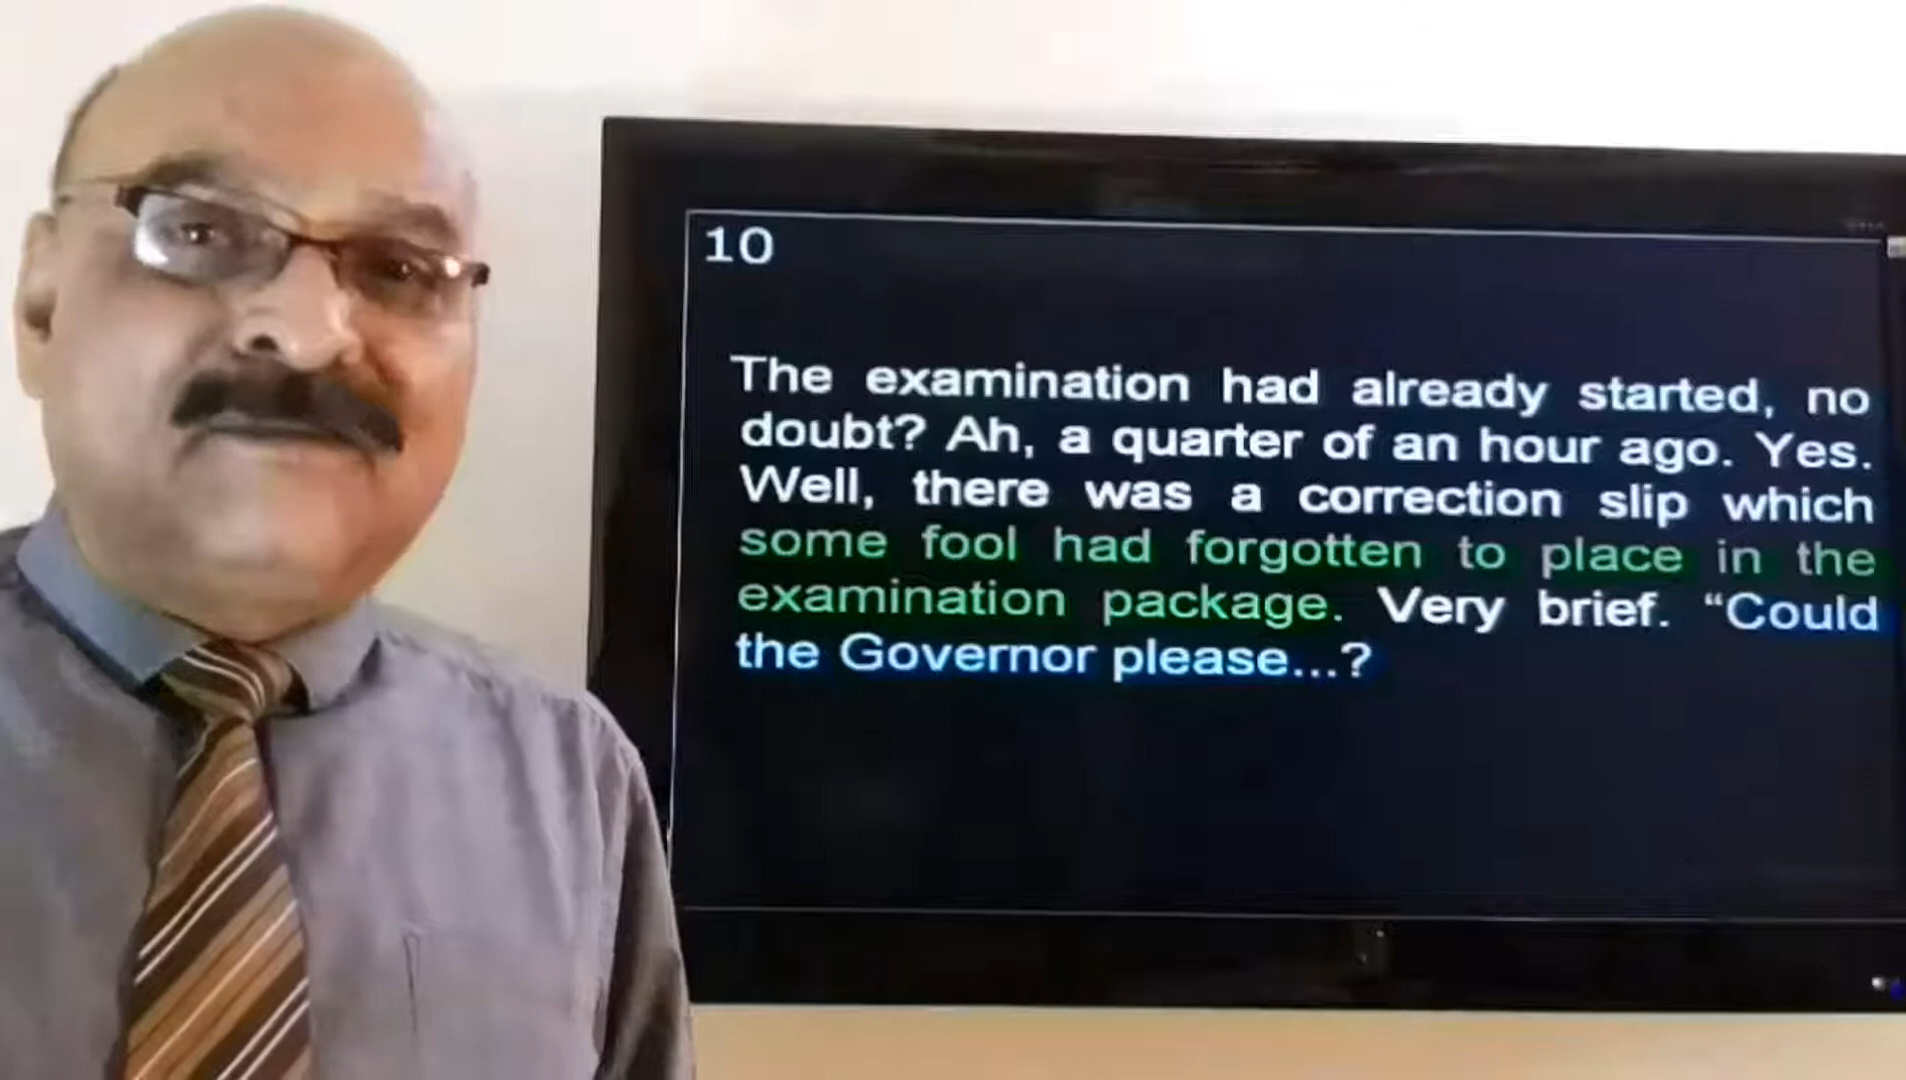 10
The examination had already started, no
doubt? Ah, a quarter of an hour ago. Yes.
Well, there was a correction slip which
some fool had forgotten to place in the
examination package. Very brief. “Could
the Governor please...?